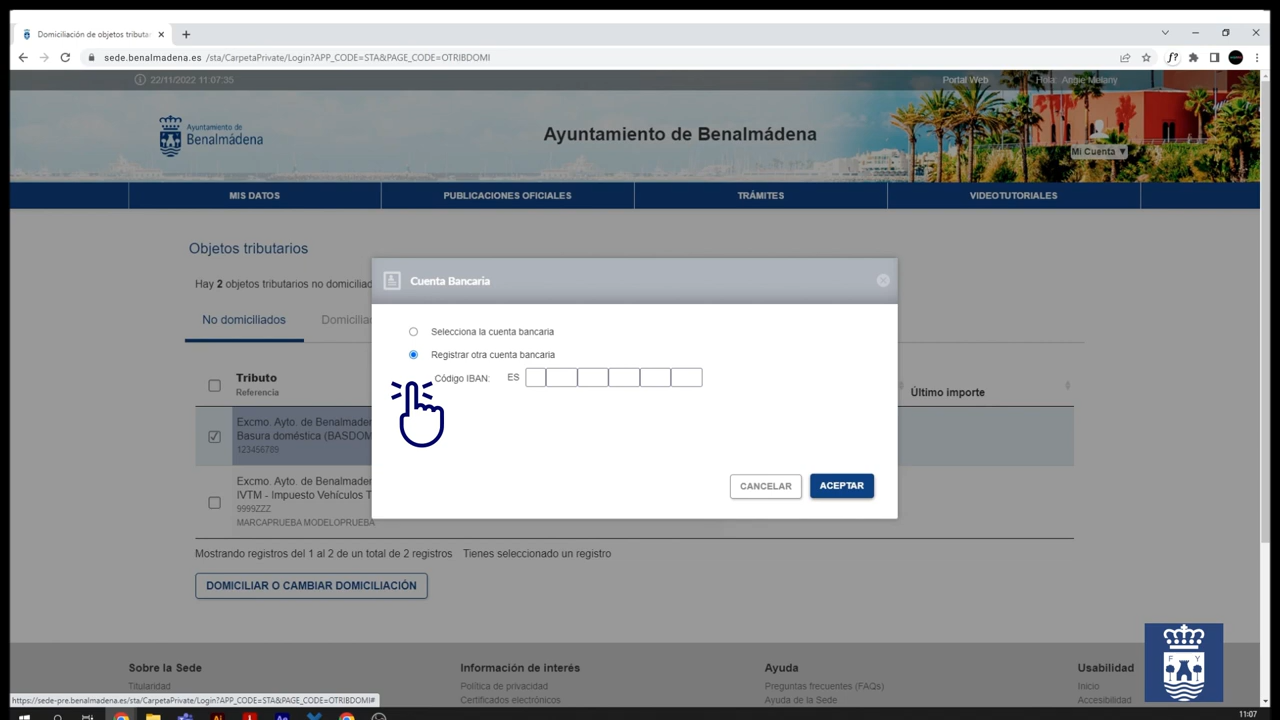 Domiciliación de objetos tributa
sede.benalmadena.es /sta/CarpetaPrivate/Login?APP_CODE=STA&PAGE_CODE=OTRIBDOMI
22/11/2022 11:07:35
Portal Web
Hola, Angie Melany
Ayuntamiento de
Benalmádena
Ayuntamiento de Benalmádena
Mi Cuenta ▼
MIS DATOS
PUBLICACIONES OFICIALES
TRÁMITES
VIDEOTUTORIALES
Objetos tributarios
Hay 2 objetos tributarios no domiciliad
No domiciliados
Domicilia
Cuenta Bancaria
Selecciona la cuenta bancaria
Registrar otra cuenta bancaria
Código IBAN: ES
CANCELAR
ACEPTAR
Tributo
Referencia
Último importe
Excmo. Ayto. de Benalmaden
Basura doméstica (BASDOM
123456789
Excmo. Ayto. de Benalmaden
IVTM - Impuesto Vehículos T
9999ZZZ
MARCAPRUEBA MODELOPRUEBA
Mostrando registros del 1 al 2 de un total de 2 registros Tienes seleccionado un registro
DOMICILIAR O CAMBIAR DOMICILIACIÓN
Sobre la Sede
Información de interés
Ayuda
Usabilidad
Titularidad
Política de privacidad
Preguntas frecuentes (FAQs)
Inicio
Certificados electrónicos
Ayuda de la Sede
Accesibilidad
https://sede-pre.benalmadena.es/sta/CarpetaPrivate/Login?APP_CODE=STA&PAGE_CODE=OTRIBDOMI#
F Y
11:07